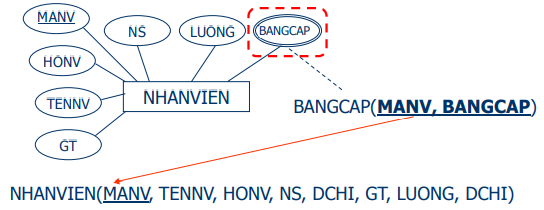 MANV
NS
LUONG
BANGCAP
HONV
TENNV
NHANVIEN
GT
BANGCAP(MANV, BANGCAP)
NHANVIEN(MANV, TENNV, HONV, NS, DCHI, GT, LUONG, DCHI)